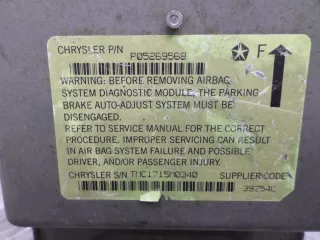 CHRYSLER P/N
P05269568
F
WARNING: BEFORE REMOVING AIRBAG
SYSTEM DIAGNOSTIC MODULE, THE PARKING
BRAKE AUTO-ADJUST SYSTEM MUST BE
DISENGAGED.
REFER TO SERVICE MANUAL FOR THE CORRECT
PROCEDURE. IMPROPER SERVICING CAN RESULT
IN AIR BAG SYSTEM FAILURE AND POSSIBLE
DRIVER, AND/OR PASSENGER INJURY.
CHRYSLER S/N TMC1715H0340 SUPPLIER CODE
39754C